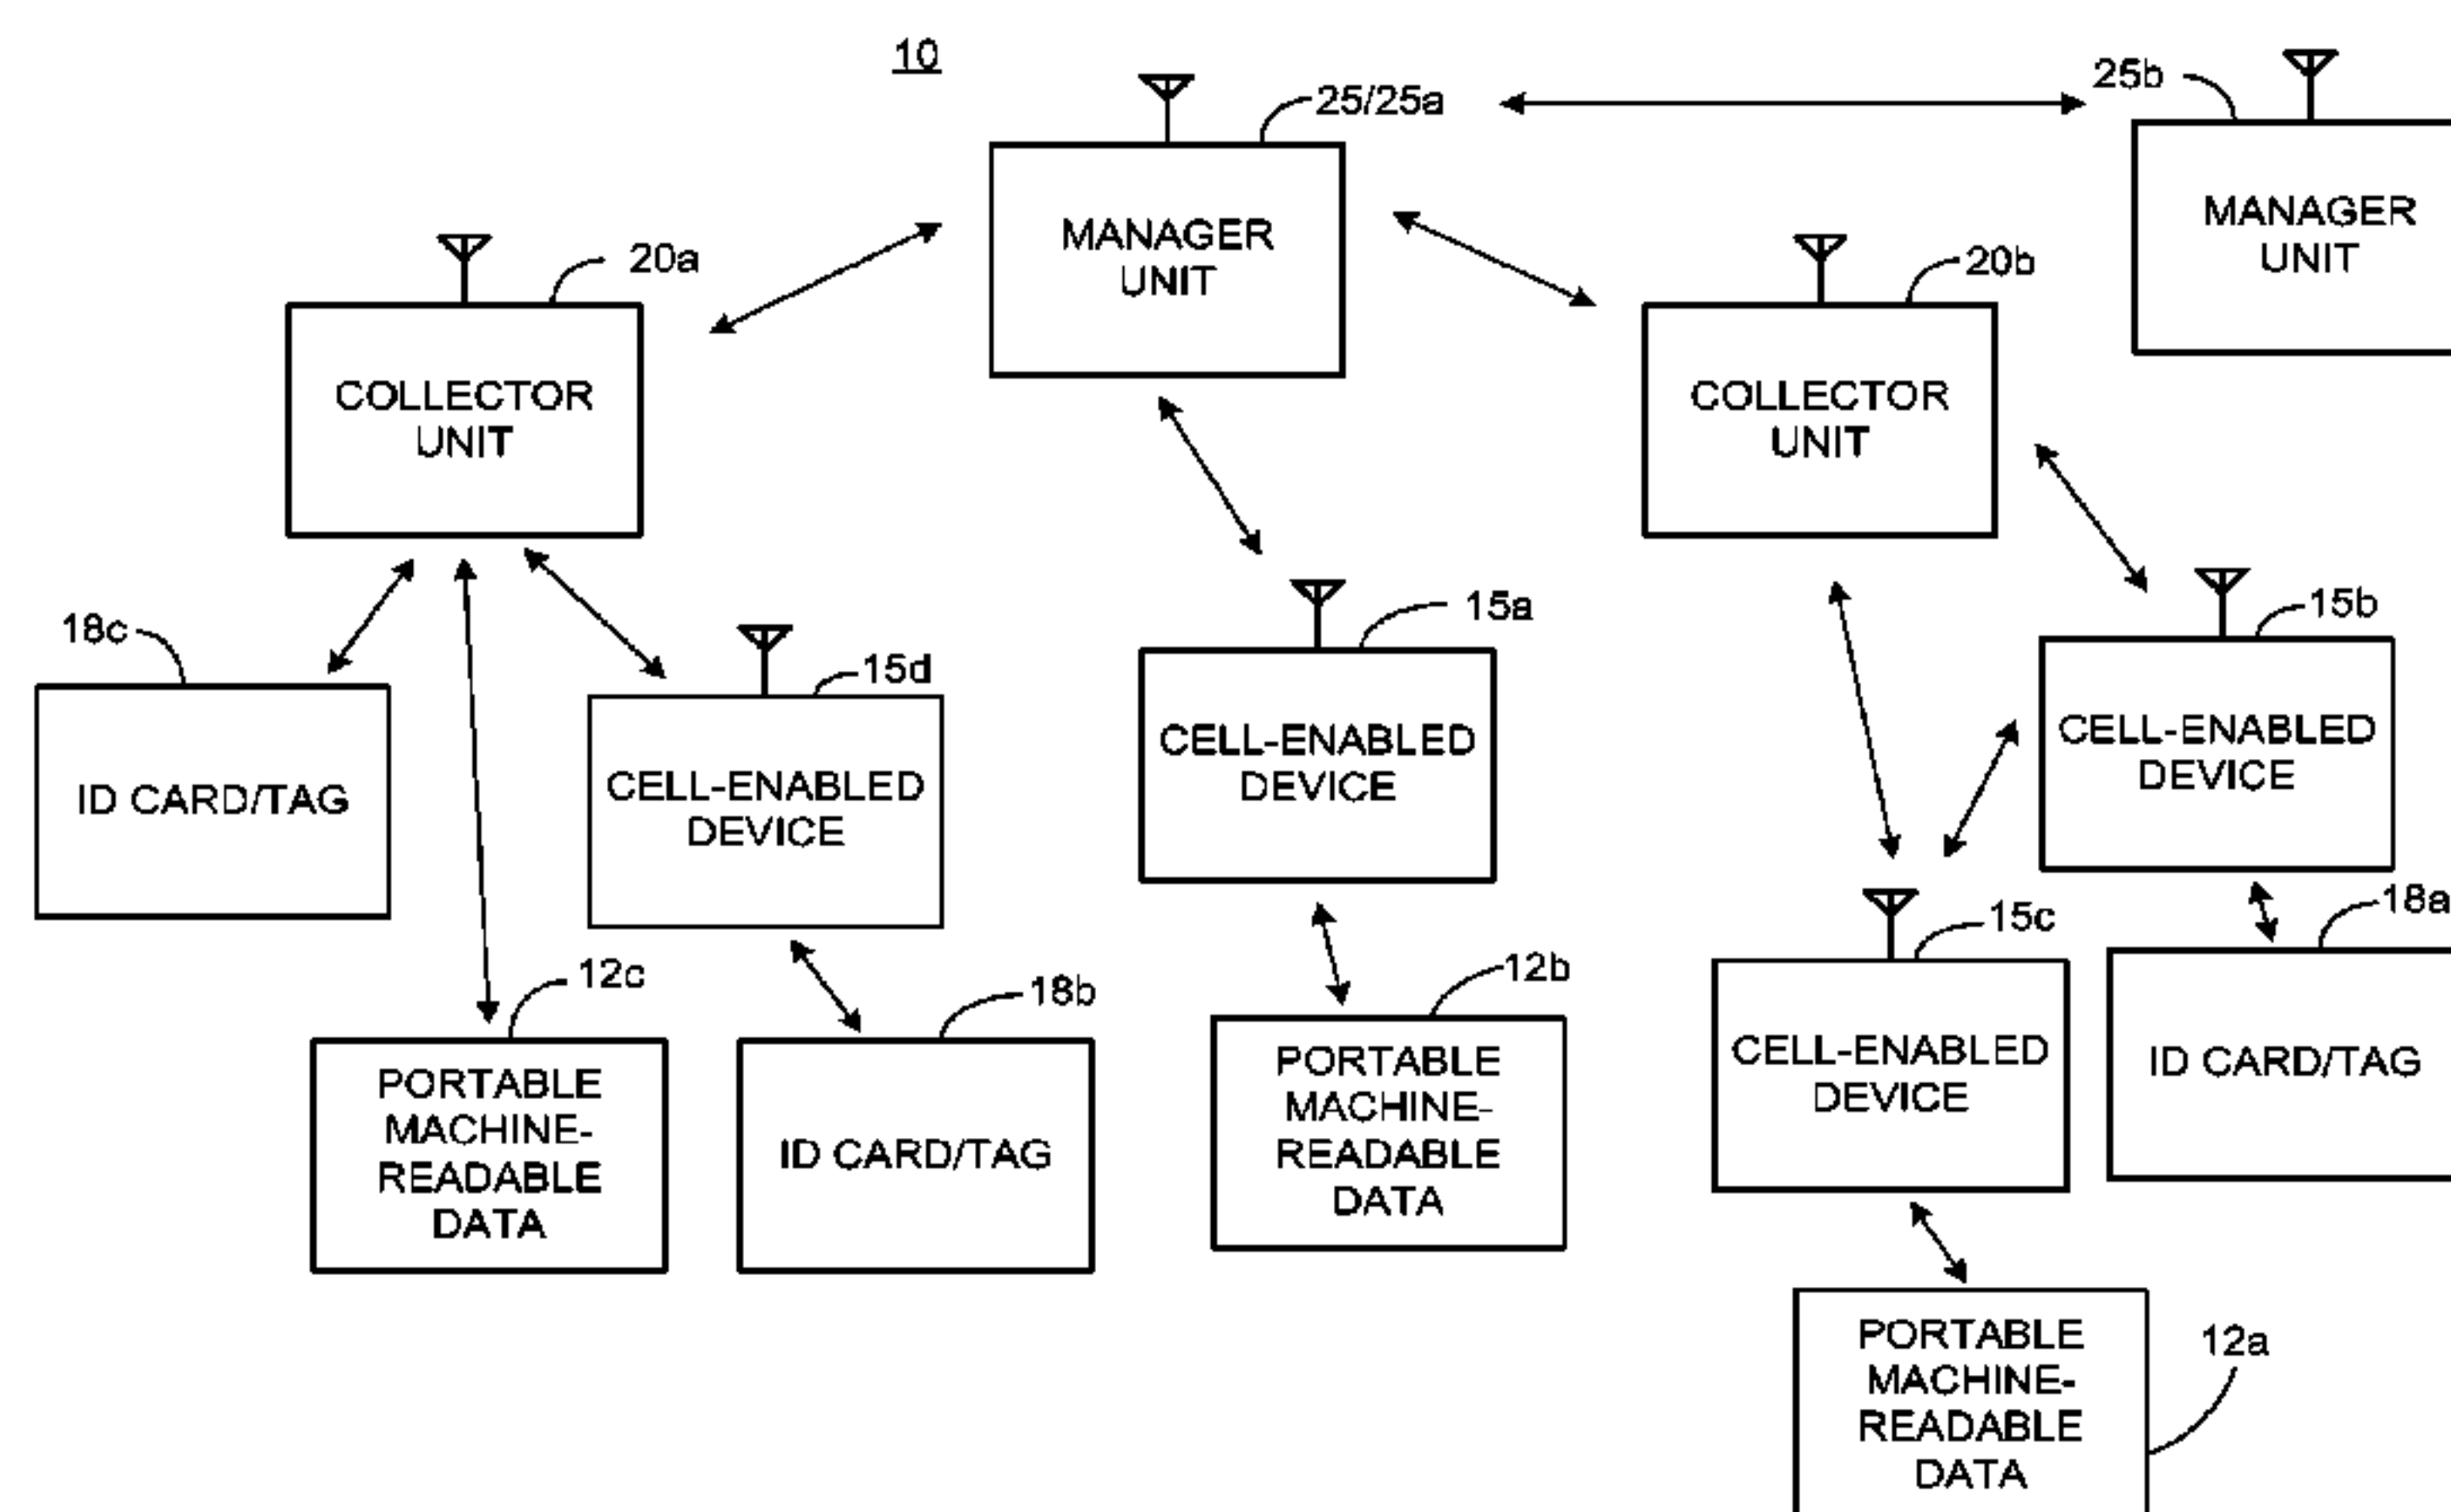 10
25/25a
25b
MANAGER
UNIT
MANAGER
UNIT
20a
20b
COLLECTOR
UNIT
COLLECTOR
UNIT
18c
15d
15a
15b
ID CARD/TAG
CELL-ENABLED
DEVICE
CELL-ENABLED
DEVICE
CELL-ENABLED
DEVICE
12c
18b
12b
15c
18a
PORTABLE
MACHINE-
READABLE
DATA
ID CARD/TAG
PORTABLE
MACHINE-
READABLE
DATA
CELL-ENABLED
DEVICE
ID CARD/TAG
PORTABLE
MACHINE-
READABLE
DATA
12a